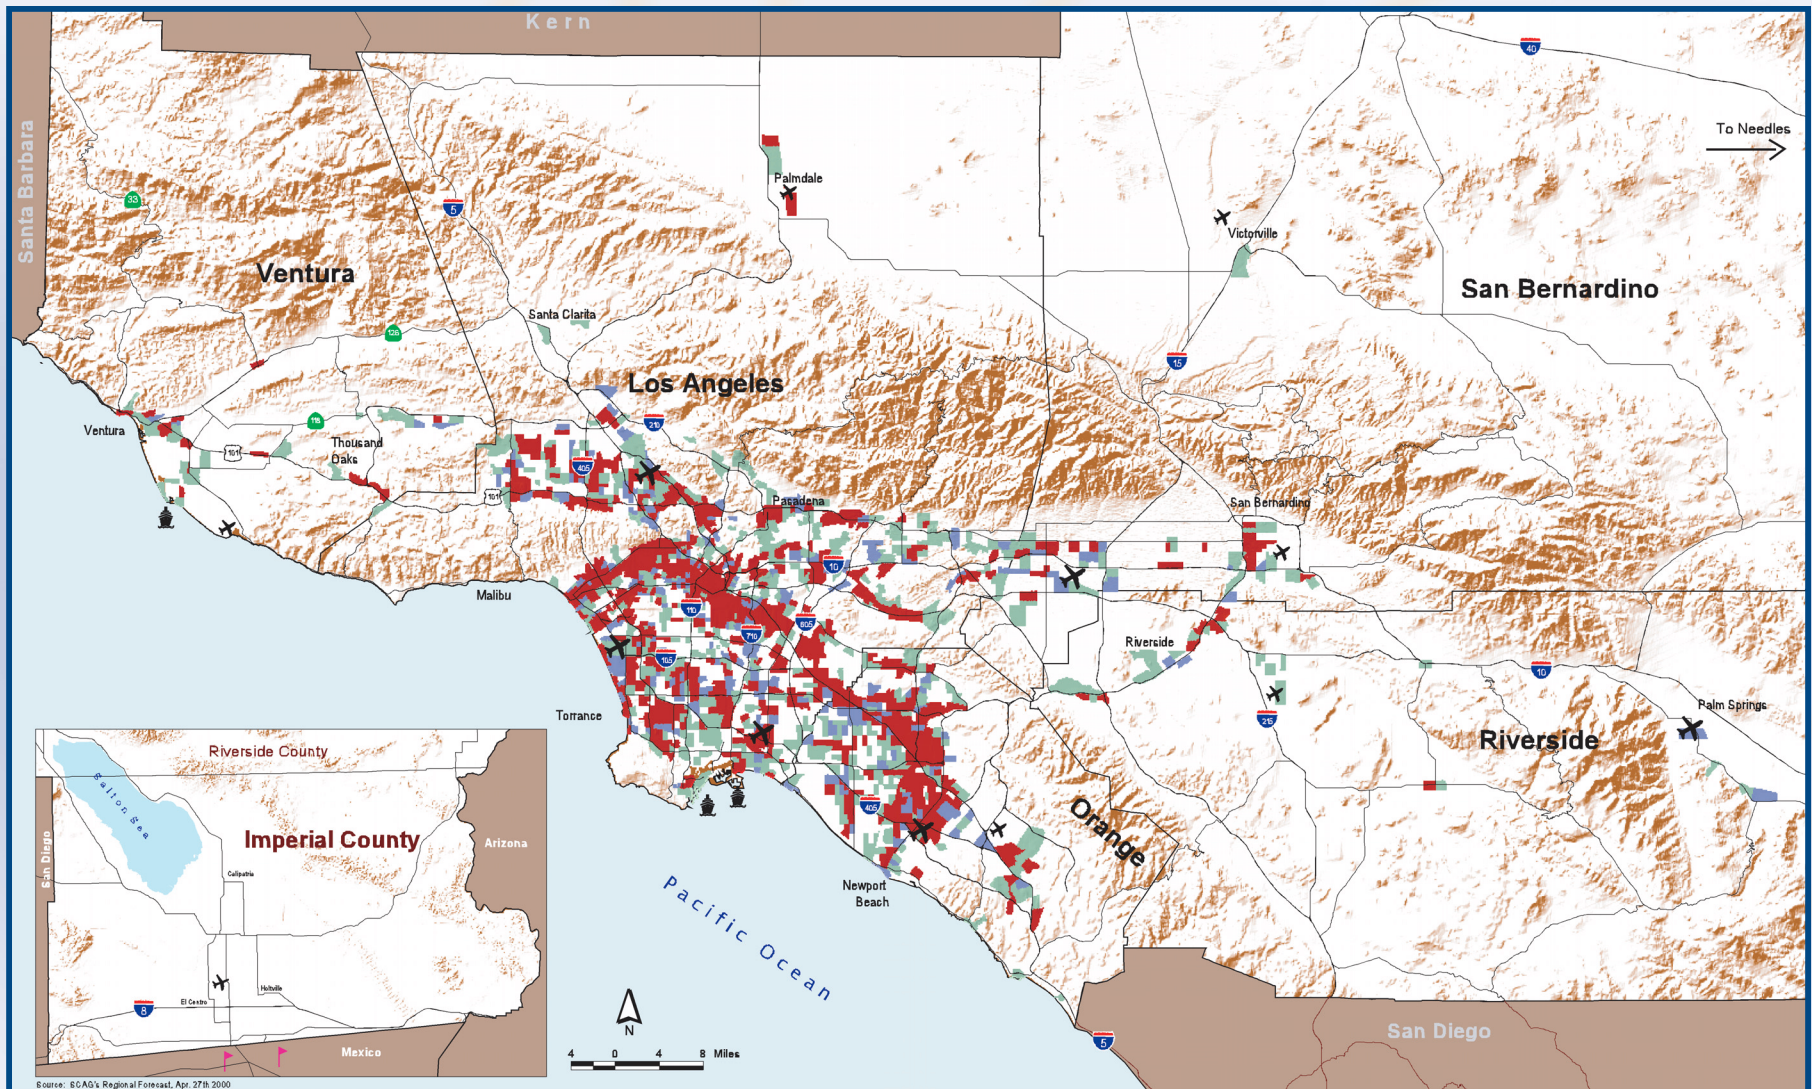 Kern
Santa Barbara
40
To Needles
33
5
Palmdale
Victorville
Ventura
San Bernardino
Santa Clarita
126
15
Los Angeles
118
210
Ventura
Thousand
Oaks
101
405
101
Pasadena
San Bernardino
10
Malibu
110
605
710
105
Riverside
10
Torrance
215
Palm Springs
Riverside
405
Orange
Newport
Beach
Pacific Ocean
San Diego
5
Riverside County
Salton Sea
Imperial County
Arizona
San Diego
Calipatria
El Centro
Holtville
8
Mexico
N
4 0 4 8 Miles
Source: SCAG's Regional Forecast, Apr. 27th 2000